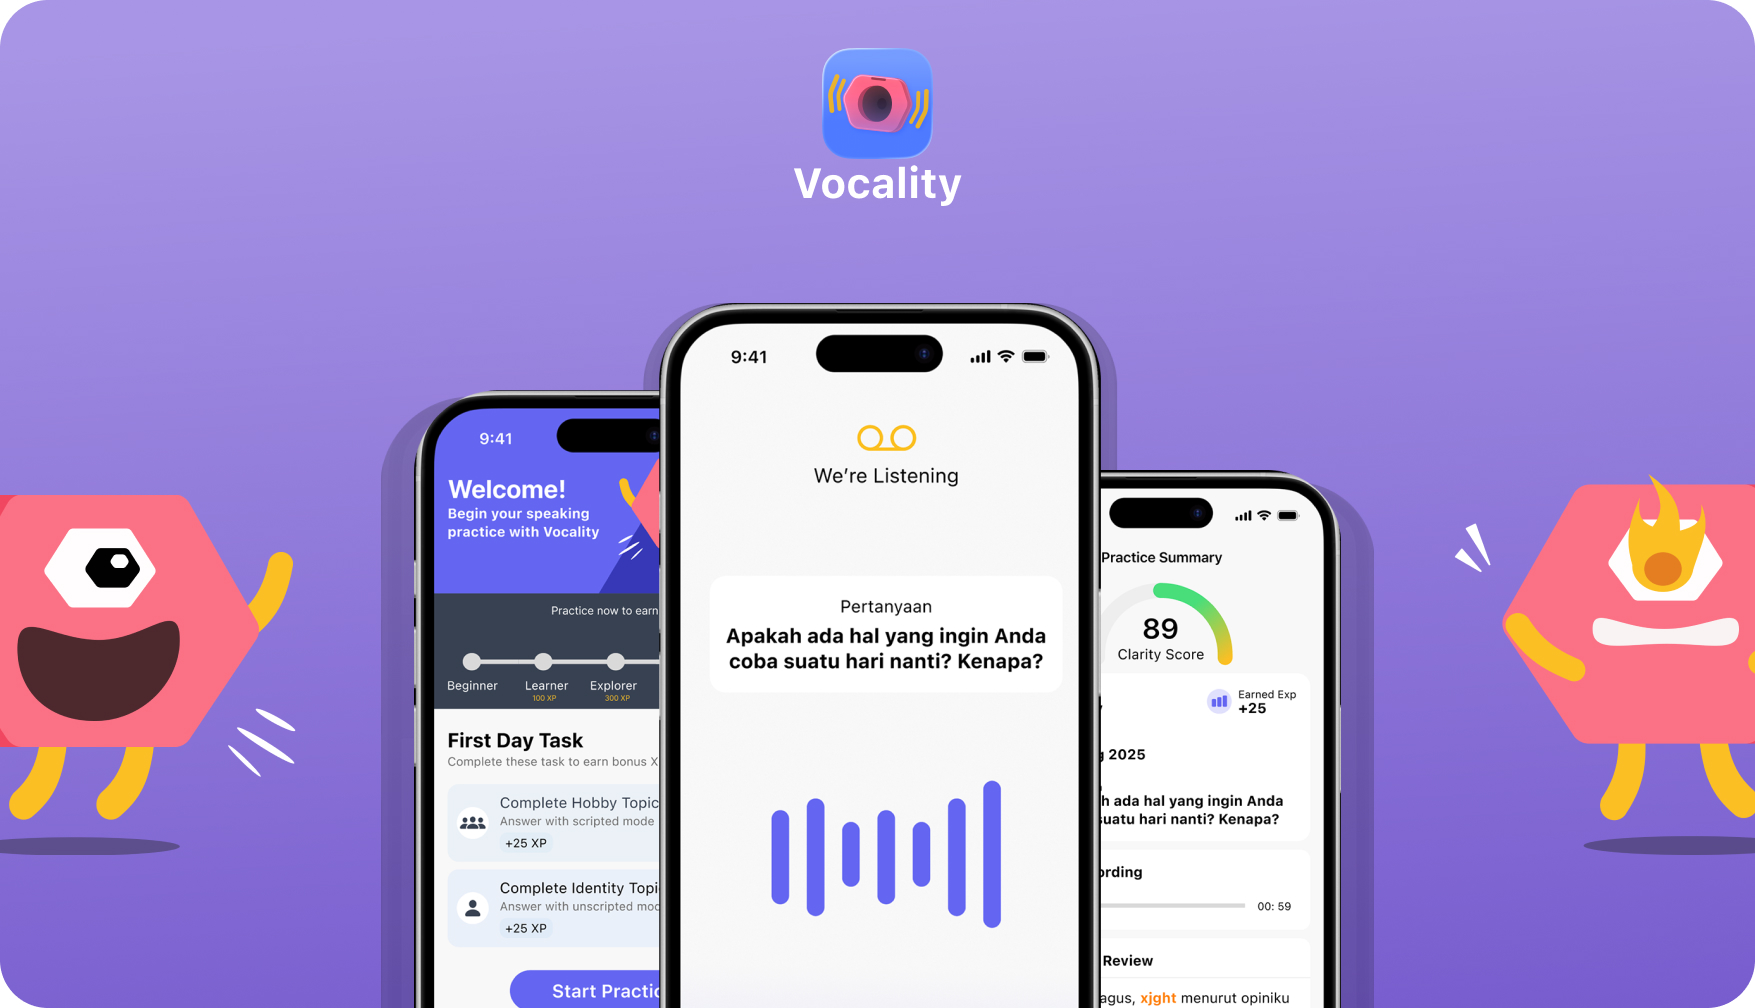 Vocality
9:41
Welcome!
Begin your speaking
practice with Vocality
Practice now to earn
Beginner
Learner
Explorer
100 XP
300 XP
First Day Task
Complete these task to earn bonus X
Complete Hobby Topic
Answer with scripted mode
+25 XP
Complete Identity Topi
Answer with unscripted mod
+25 XP
Start Practic
9:41
We're Listening
Pertanyaan
Apakah ada hal yang ingin Anda
coba suatu hari nanti? Kenapa?
Practice Summary
89
Clarity Score
Earned Exp
+25
g 2025
h ada hal yang ingin Anda
suatu hari nanti? Kenapa?
ording
00: 59
Review
agus, xjght menurut opiniku